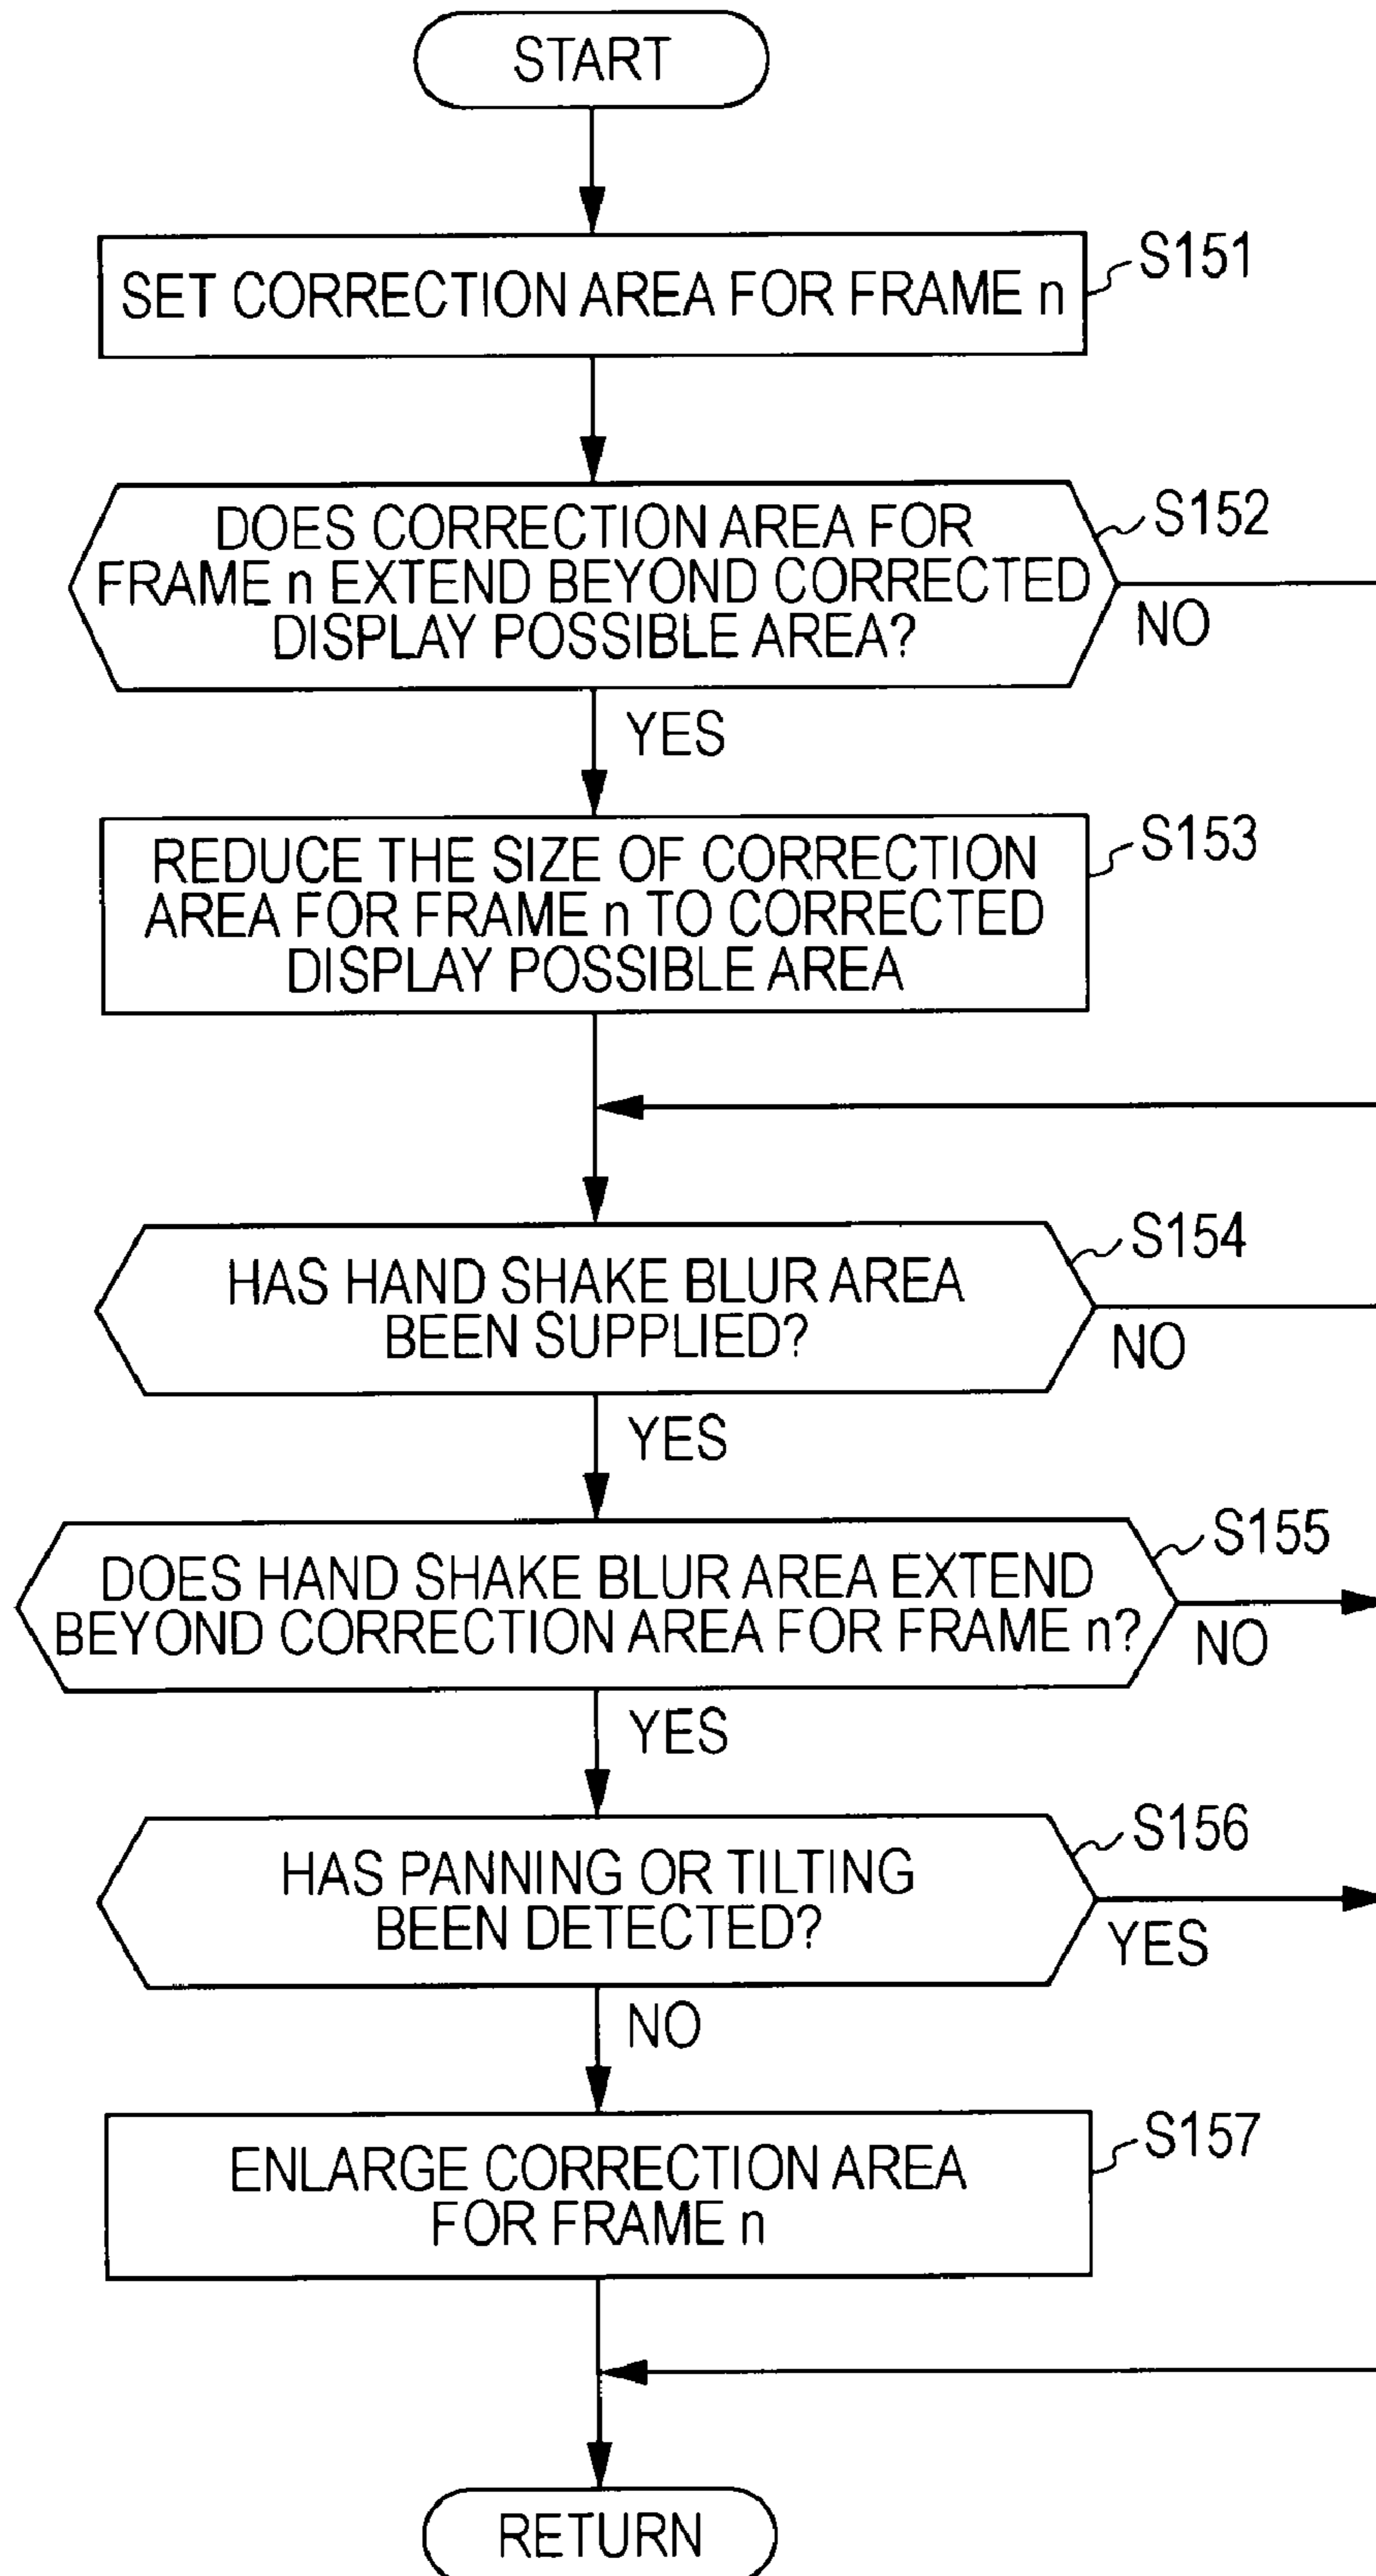 START
SET CORRECTION AREA FOR FRAME n
S151
DOES CORRECTION AREA FOR
FRAME n EXTEND BEYOND CORRECTED
DISPLAY POSSIBLE AREA?
S152
NO
YES
REDUCE THE SIZE OF CORRECTION
AREA FOR FRAME n TO CORRECTED
DISPLAY POSSIBLE AREA
S153
HAS HAND SHAKE BLUR AREA
BEEN SUPPLIED?
S154
NO
YES
DOES HAND SHAKE BLUR AREA EXTEND
BEYOND CORRECTION AREA FOR FRAME n?
S155
NO
YES
HAS PANNING OR TILTING
BEEN DETECTED?
S156
YES
NO
ENLARGE CORRECTION AREA
FOR FRAME n
S157
RETURN